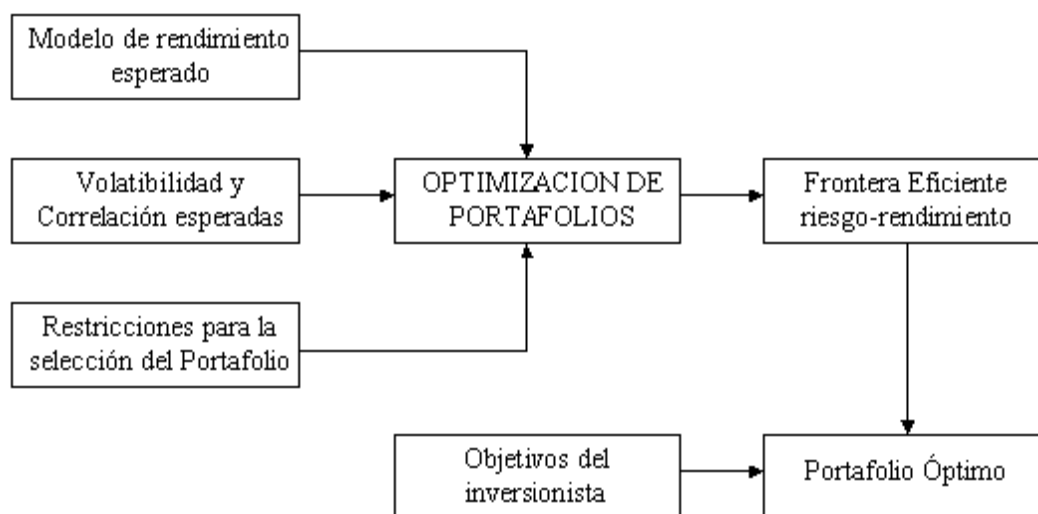 Modelo de rendimiento
esperado
Volatibilidad y
Correlación esperadas
OPTIMIZACION DE
PORTAFOLIOS
Frontera Eficiente
riesgo-rendimiento
Restricciones para la
selección del Portafolio
Objetivos del
inversionista
Portafolio Óptimo